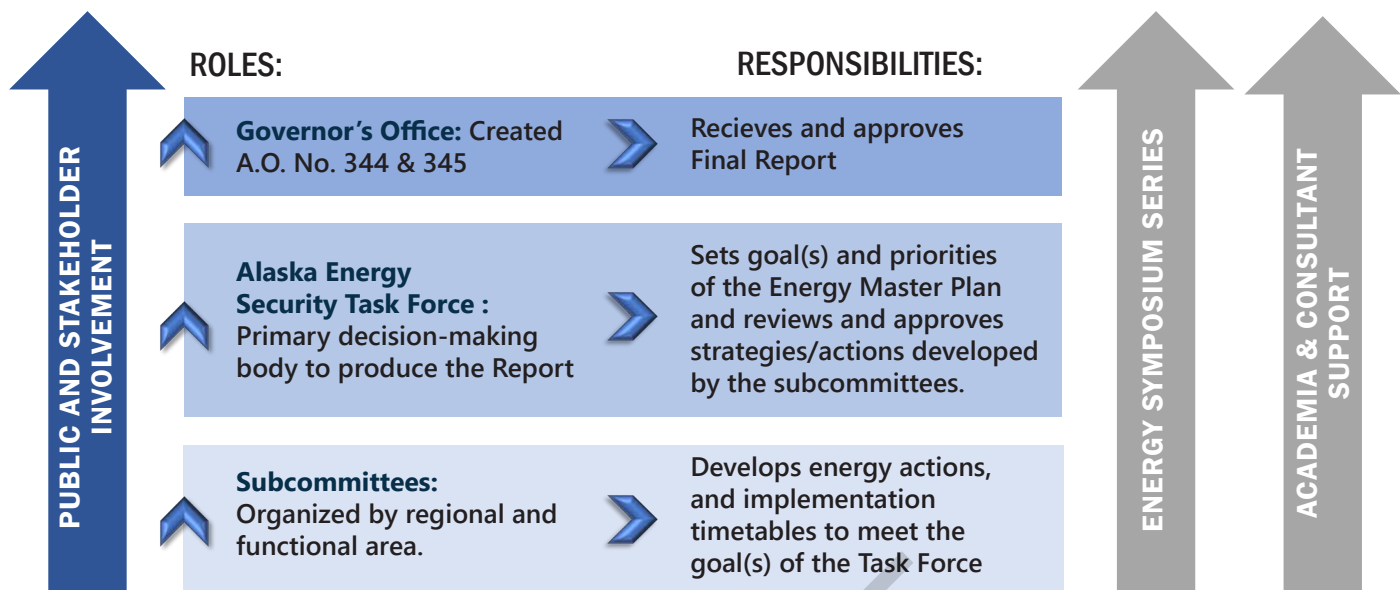 ROLES:
RESPONSIBILITIES:
PUBLIC AND STAKEHOLDER
INVOLVEMENT
Governor’s Office: Created
A.O. No. 344 & 345
Recieves and approves
Final Report
Alaska Energy
Security Task Force :
Primary decision-making
body to produce the Report
Sets goal(s) and priorities
of the Energy Master Plan
and reviews and approves
strategies/actions developed
by the subcommittees.
Subcommittees:
Organized by regional and
functional area.
Develops energy actions,
and implementation
timetables to meet the
goal(s) of the Task Force
ENERGY SYMPOSIUM SERIES
ACADEMIA & CONSULTANT
SUPPORT